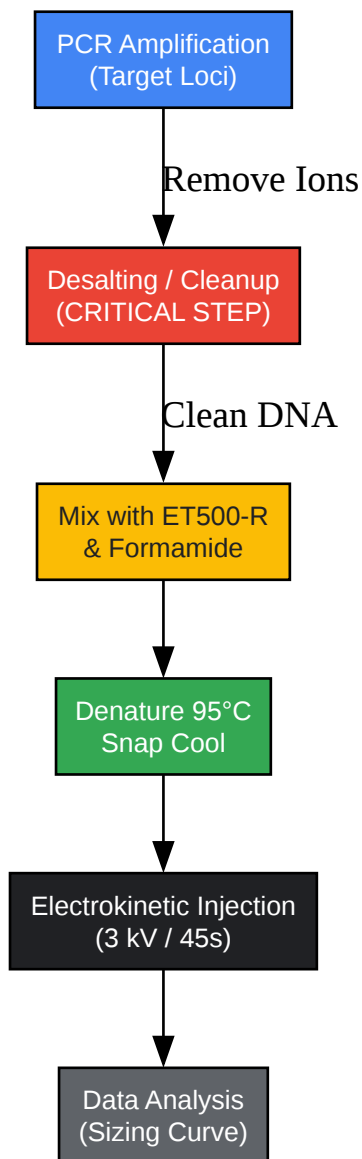 PCR Amplification
(Target Loci)
Remove Ions
Desalting / Cleanup
(CRITICAL STEP)
Clean DNA
Mix with ET500-R
& Formamide
Denature 95°C
Snap Cool
Electrokinetic Injection
(3 kV / 45s)
Data Analysis
(Sizing Curve)